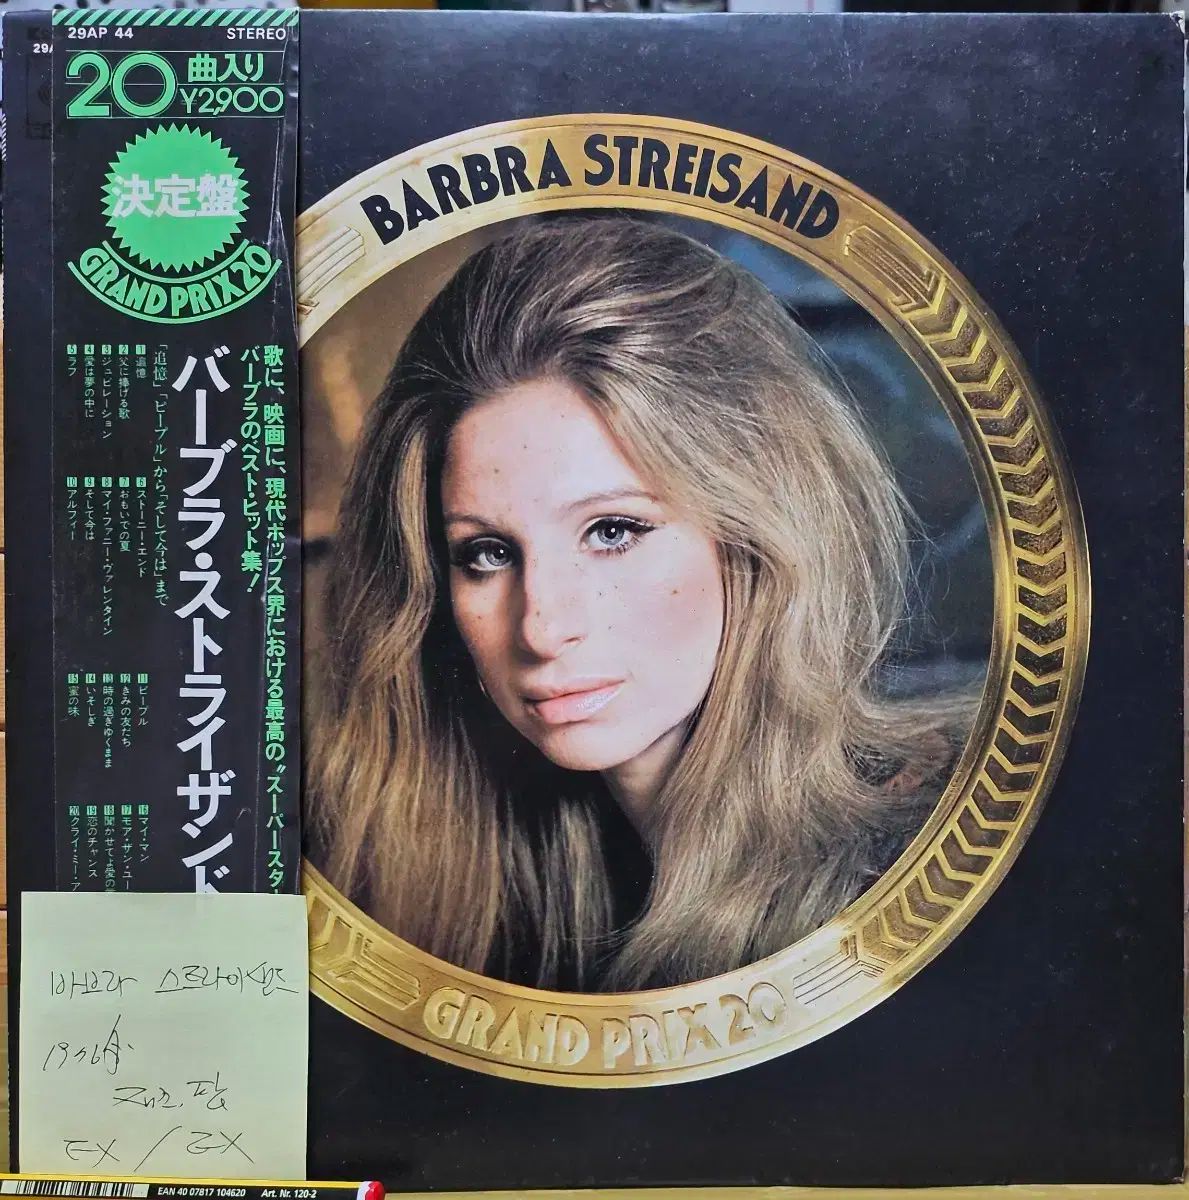 29AP 44
STEREO
20曲入り
¥2,900
決定盤
GRAND PRIX 20
歌に、映画に、現代ポップス界における最高の"スーパースター
バーブラのベスト・ヒット集!
バーブラ・ストライザンド
「追憶」「ピープル」から「そして今は」まで
1 追憶
2 父に捧げる歌
3 ジュビレーション
4 愛は夢の中に
5 ラフ
6 ストーニー・エンド
7 おもいでの夏
8 マイ・ファニー・ヴァレンタイン
9 そして今は
10 アルフィー
11 ピープル
12 きみの友だち
13 時の過ぎゆくまま
14 いそしぎ
15 蜜の味
16 マイ・マン
17 モア・ザン・ユー
18 聞かせてよ愛の
19 恋のチャンス
20 クライ・ミー・ア
BARBRA STREISAND
GRAND PRIX 20
바브라 스트라이샌드
1976年
재즈, 팝
EX / EX
EAN 40 07817 104620 Art. Nr. 120-2